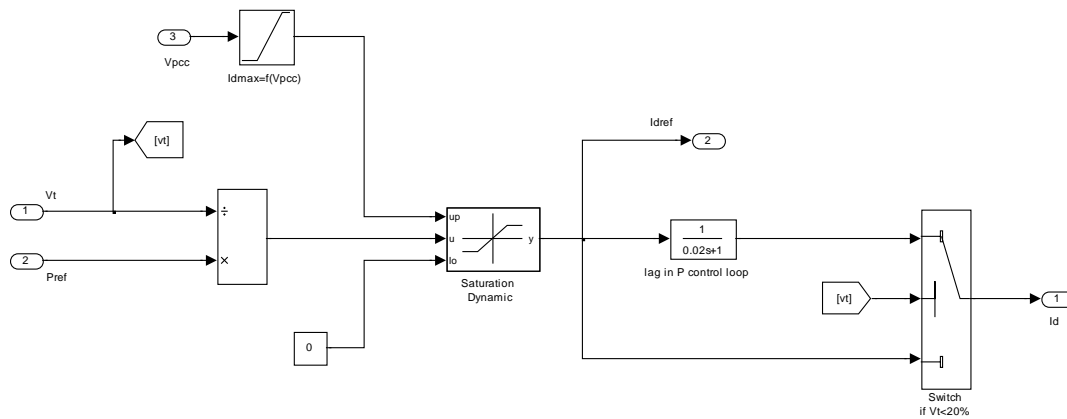 3
Vpcc
Idmax=f(Vpcc)
[vt]
Idref
2
Vt
1
÷
×
2
Pref
up
u
lo
y
Saturation
Dynamic
1
0.02s+1
lag in P control loop
[vt]
0
1
Id
Switch
if Vt<20%